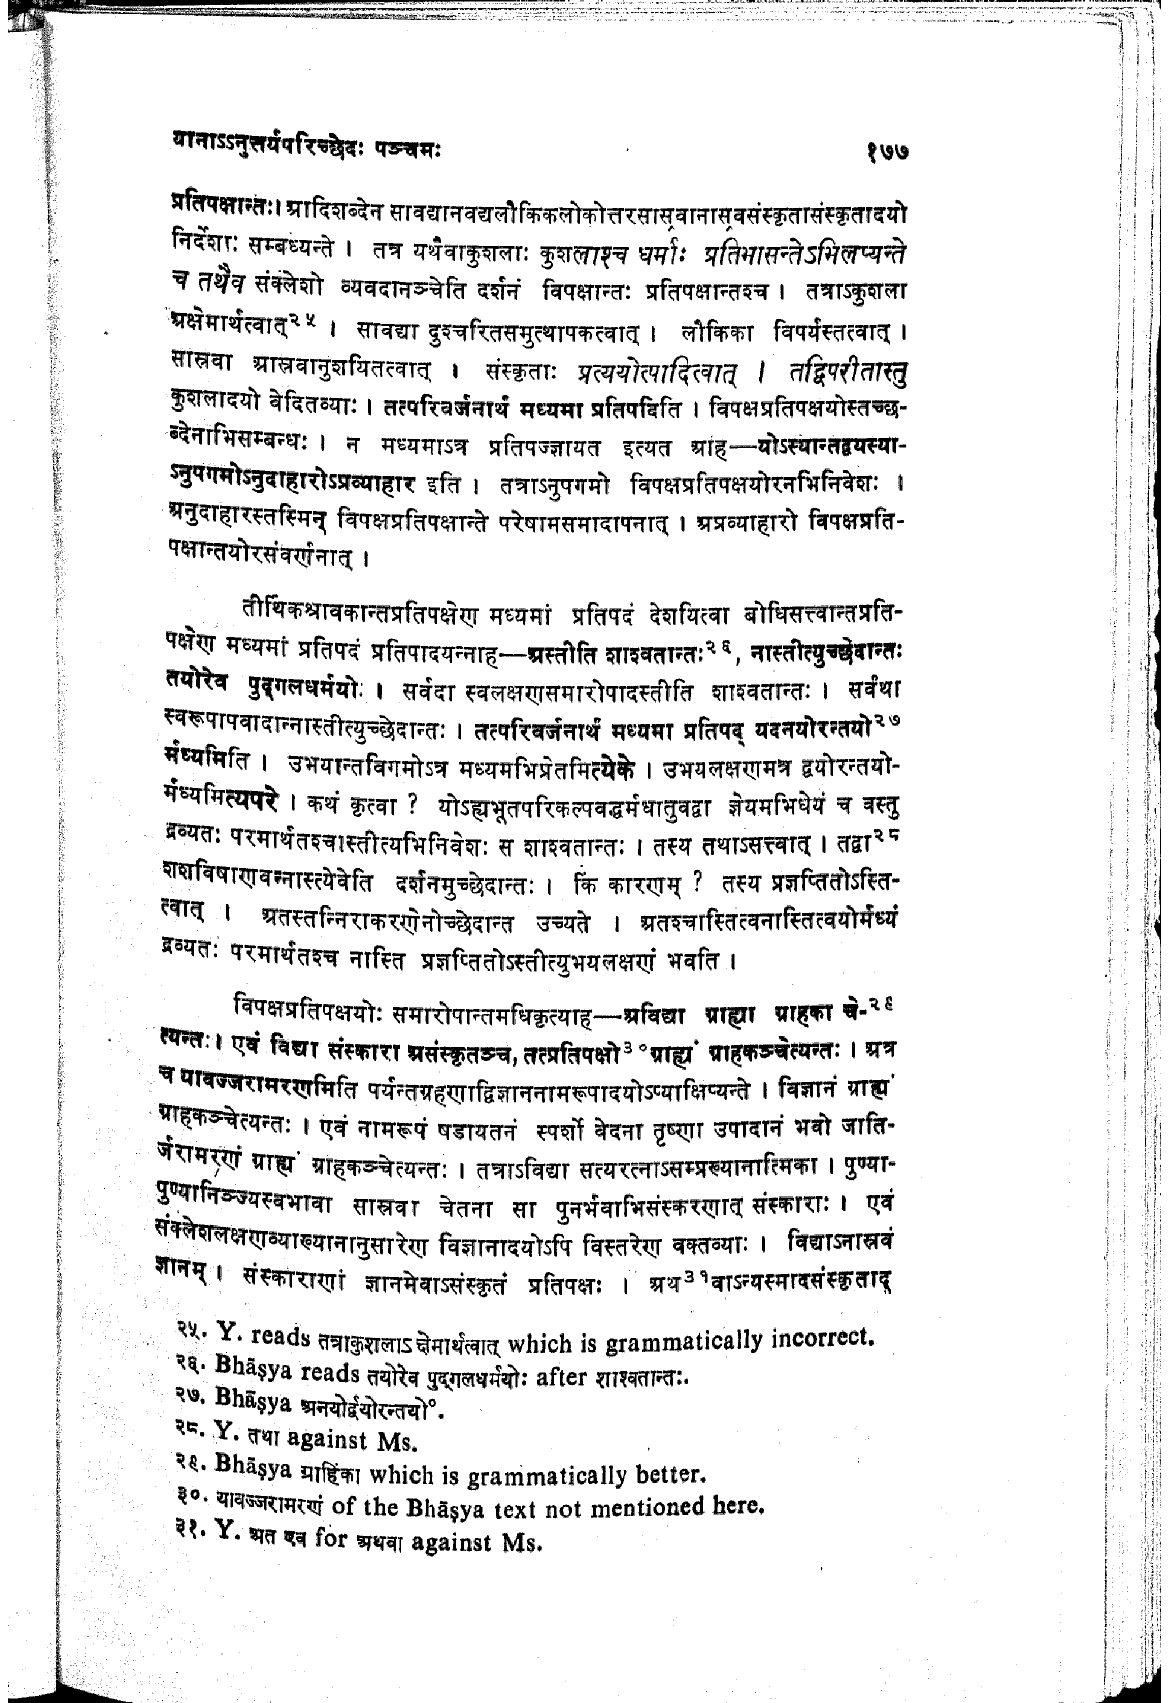 यानाऽऽनुत्तर्यपरिच्छेदः पञ्चमः १७७
प्रतिपक्षान्तः। आदिशब्देन सावद्यानवद्यलौकिकलोकोत्तरसास्रवानास्रवसंस्कृतासंस्कृतादयो
निर्देशाः सम्बध्यन्ते । तत्र यथैवाकुशलाः कुशलाश्च धर्माः प्रतिभासन्तेऽभिलप्यन्ते
च तथैव संक्लेशो व्यवदानञ्चेति दर्शनं विपक्षान्तः प्रतिपक्षान्तश्च । तत्राऽकुशला
अक्षेमार्थत्वात्२५ । सावद्या दुश्चरितसमुत्थापकत्वात् । लौकिका विपर्यस्तत्वात् ।
सास्रवा आस्रवानुशयितत्वात् । संस्कृताः प्रत्ययोत्पादित्वात् । तद्विपरीतास्तु
कुशलादयो वेदितव्याः । तत्परिवर्जनार्थं मध्यमा प्रतिपदिति । विपक्षप्रतिपक्षयोस्तच्छ-
ब्देनाभिसम्बन्धः । न मध्यमाऽत्र प्रतिपज्ज्ञायत इत्यत आह—योऽस्यान्तद्वयस्या-
ऽनुपगमोऽनुदाहारोऽप्रव्याहार इति । तत्राऽनुपगमो विपक्षप्रतिपक्षयोरनभिनिवेशः ।
अनुदाहारस्तस्मिन् विपक्षप्रतिपक्षान्ते परेषामसमादापनात् । अप्रव्याहारो विपक्षप्रति-
पक्षान्तयोरसंवर्णनात् ।
तीर्थिकश्रावकान्तप्रतिपक्षेण मध्यमां प्रतिपदं देशयित्वा बोधिसत्त्वान्तप्रति-
पक्षेण मध्यमां प्रतिपदं प्रतिपादयन्नाह—अस्तीति शाश्वतान्तः२६, नास्तीत्युच्छेदान्तः
तयोरेव पुद्गलधर्मयोः । सर्वदा स्वलक्षणसमारोपादस्तीति शाश्वतान्तः । सर्वथा
स्वरूपापवादान्नास्तीत्युच्छेदान्तः । तत्परिवर्जनार्थं मध्यमा प्रतिपद् यदनयोरन्तयो२७
र्मध्यमिति । उभयान्तविगमोऽत्र मध्यमभिप्रेतमित्येके । उभयलक्षणमत्र द्वयोरन्तयो-
र्मध्यमित्यपरे । कथं कृत्वा ? योऽह्यभूतपरिकल्पवद्धर्मधातुवद्वा ज्ञेयमभिधेयं च वस्तु
द्रव्यतः परमार्थतश्चास्तीत्यभिनिवेशः स शाश्वतान्तः । तस्य तथाऽसत्त्वात् । तद्वा२८
शशविषाणवन्नास्त्येवेति दर्शनमुच्छेदान्तः । किं कारणम् ? तस्य प्रज्ञप्तितोऽस्ति-
त्वात् । अतस्तन्निराकरणेनोच्छेदान्त उच्यते । अतश्चास्तित्वनास्तित्वयोर्मध्यं
द्रव्यतः परमार्थतश्च नास्ति प्रज्ञप्तितोऽस्तीत्युभयलक्षणं भवति ।
विपक्षप्रतिपक्षयोः समारोपान्तमधिकृत्याह—अविद्या ग्राह्या ग्राहका चे-२९
त्यन्तः। एवं विद्या संस्कारा असंस्कृतञ्च, तत्प्रतिपक्षो३०ग्राह्यं ग्राहकञ्चेत्यन्तः । अत्र
च यावज्जरामरणमिति पर्यन्तग्रहणाद्विज्ञाननामरूपादयोऽप्याक्षिप्यन्ते । विज्ञानं ग्राह्यं
ग्राहकञ्चेत्यन्तः । एवं नामरूपं षडायतनं स्पर्शो वेदना तृष्णा उपादानं भवो जाति-
र्जरामरणं ग्राह्यं ग्राहकञ्चेत्यन्तः । तत्राऽविद्या सत्यरत्नाऽसम्प्रख्यानात्मिका । पुण्या-
पुण्यानिञ्ज्यस्वभावा सास्रवा चेतना सा पुनर्भवाभिसंस्करणात् संस्काराः । एवं
संक्लेशलक्षणव्याख्यानानुसारेण विज्ञानादयोऽपि विस्तरेण वक्तव्याः । विद्याऽनास्रवं
ज्ञानम् । संस्काराणां ज्ञानमेवाऽसंस्कृतं प्रतिपक्षः । अथ३१वाऽन्यस्मादसंस्कृताद्
२५. Y. reads तत्राकुशलाऽक्षेमार्थत्वात् which is grammatically incorrect.
२६. Bhāṣya reads तयोरेव पुद्गलधर्मयोः after शाश्वतान्तः.
२७. Bhāṣya अनयोर्द्वयोरन्तयो°.
२८. Y. तथा against Ms.
२९. Bhāṣya ग्राहिका which is grammatically better.
३०. यावज्जरामरणं of the Bhāṣya text not mentioned here.
३१. Y. अत एव for अथवा against Ms.